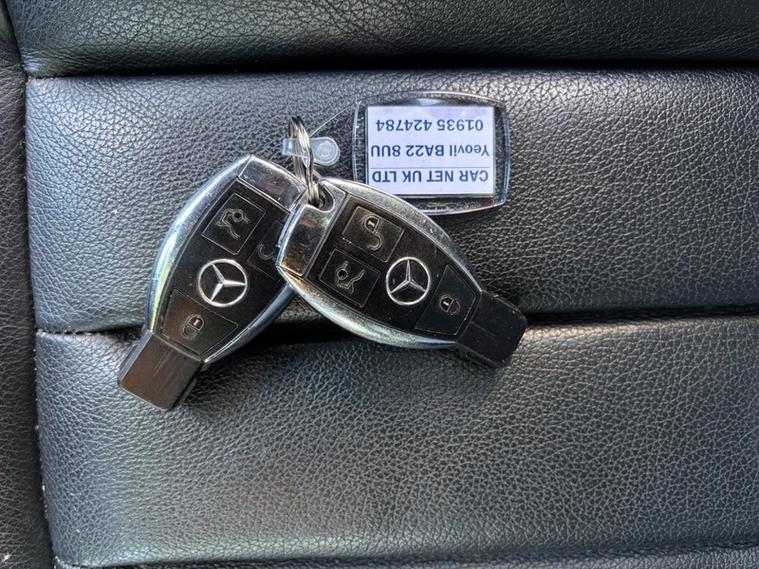 CAR NET UK LTD
Yeovil BA22 8UU
01935 424784